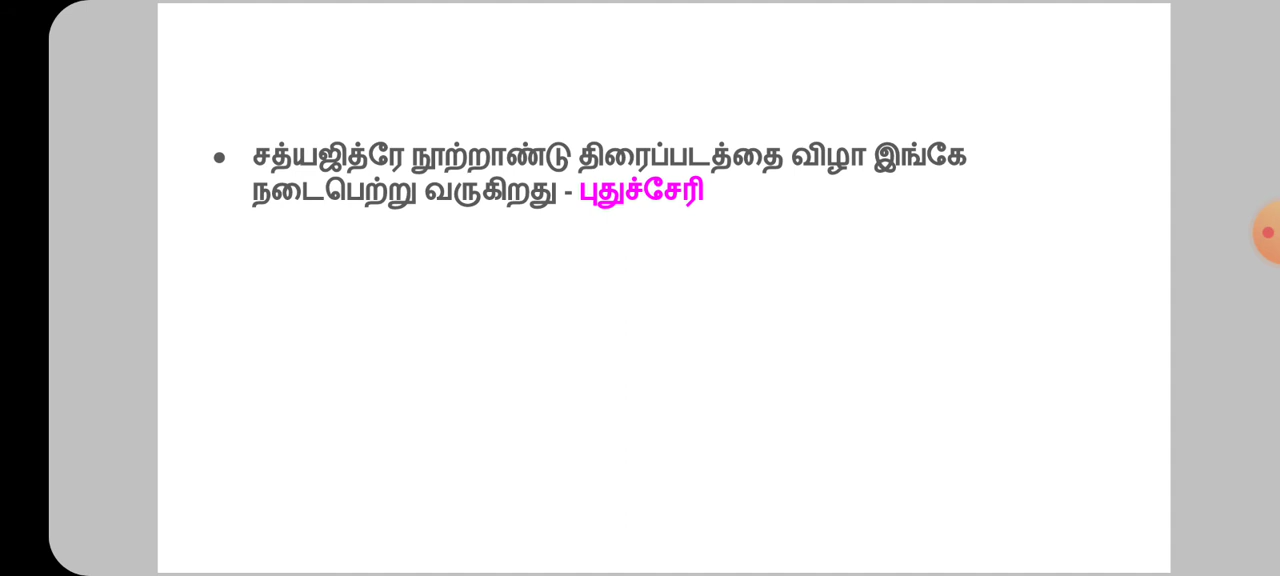 • சத்யஜித்ரே நூற்றாண்டு திரைப்படத்தை விழா இங்கே
நடைபெற்று வருகிறது - புதுச்சேரி